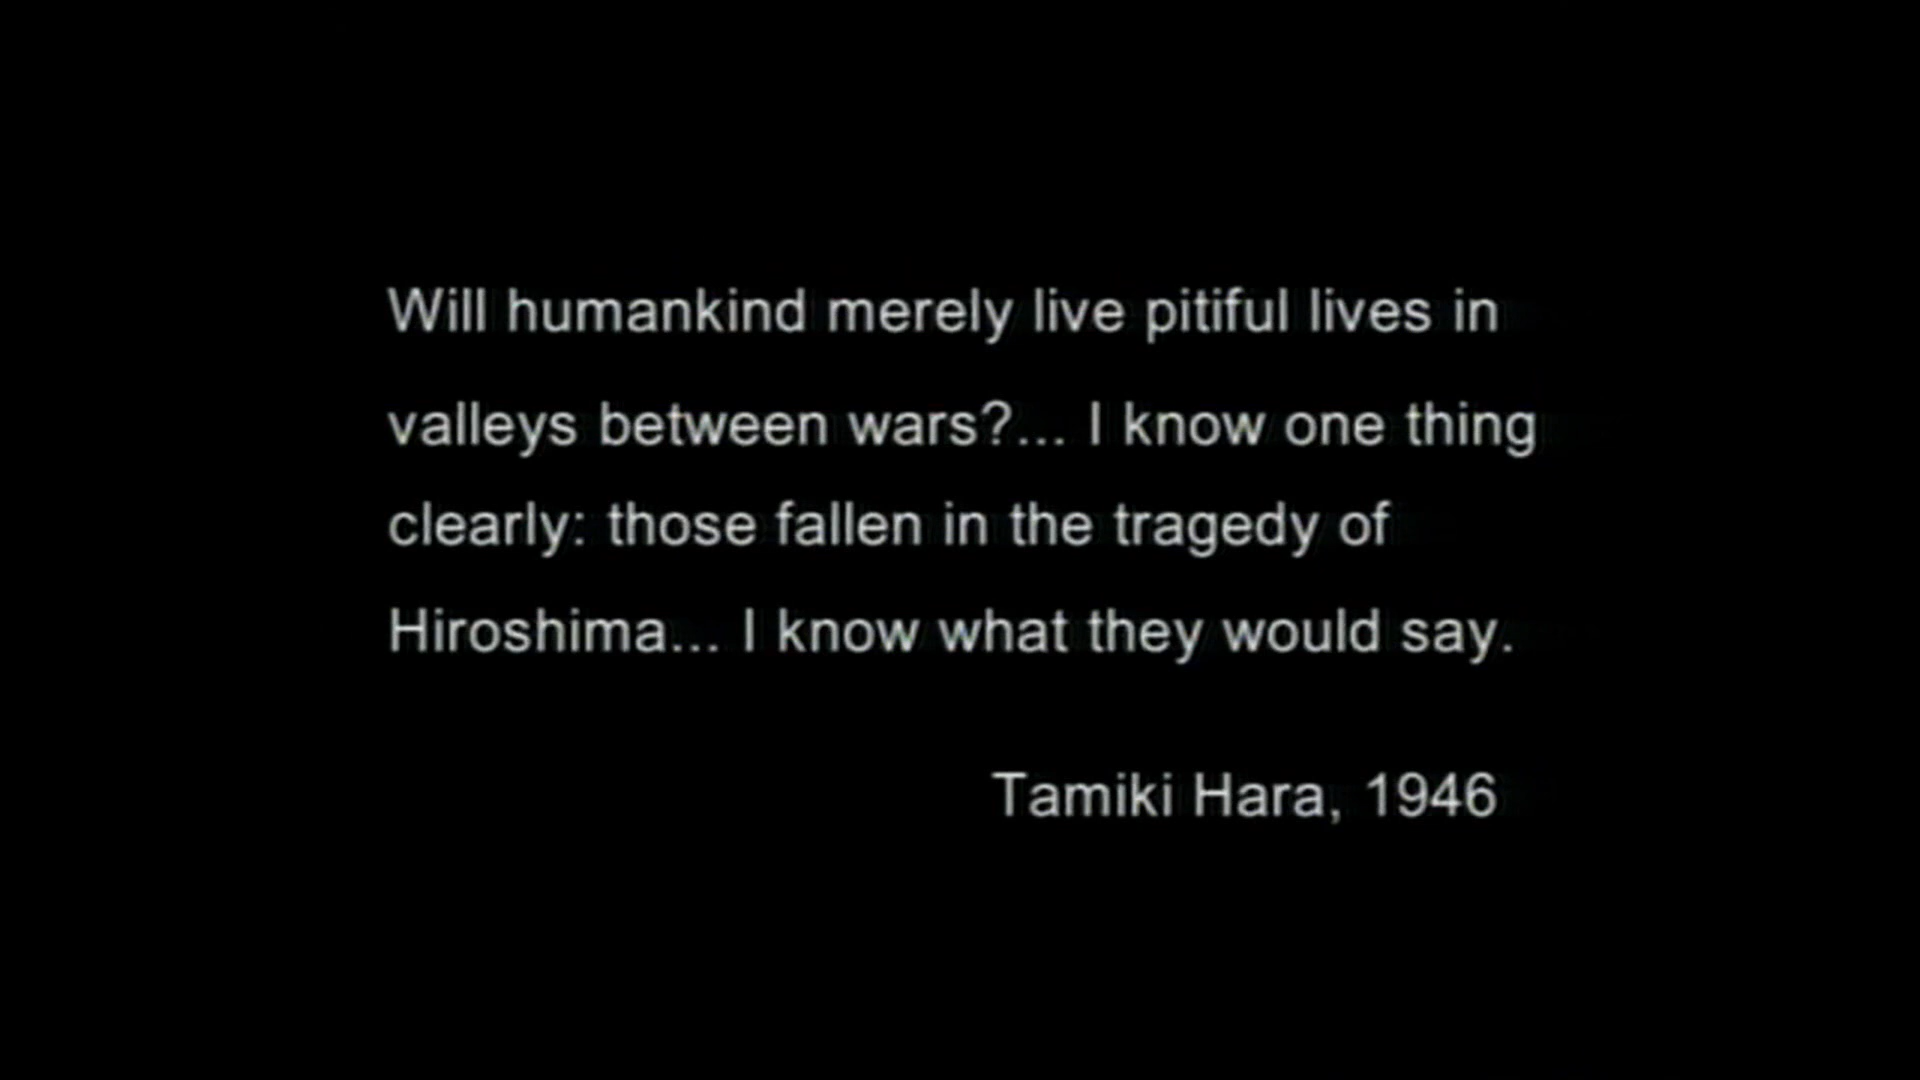 Will humankind merely live pitiful lives in
valleys between wars?... I know one thing
clearly: those fallen in the tragedy of
Hiroshima... I know what they would say.
Tamiki Hara, 1946